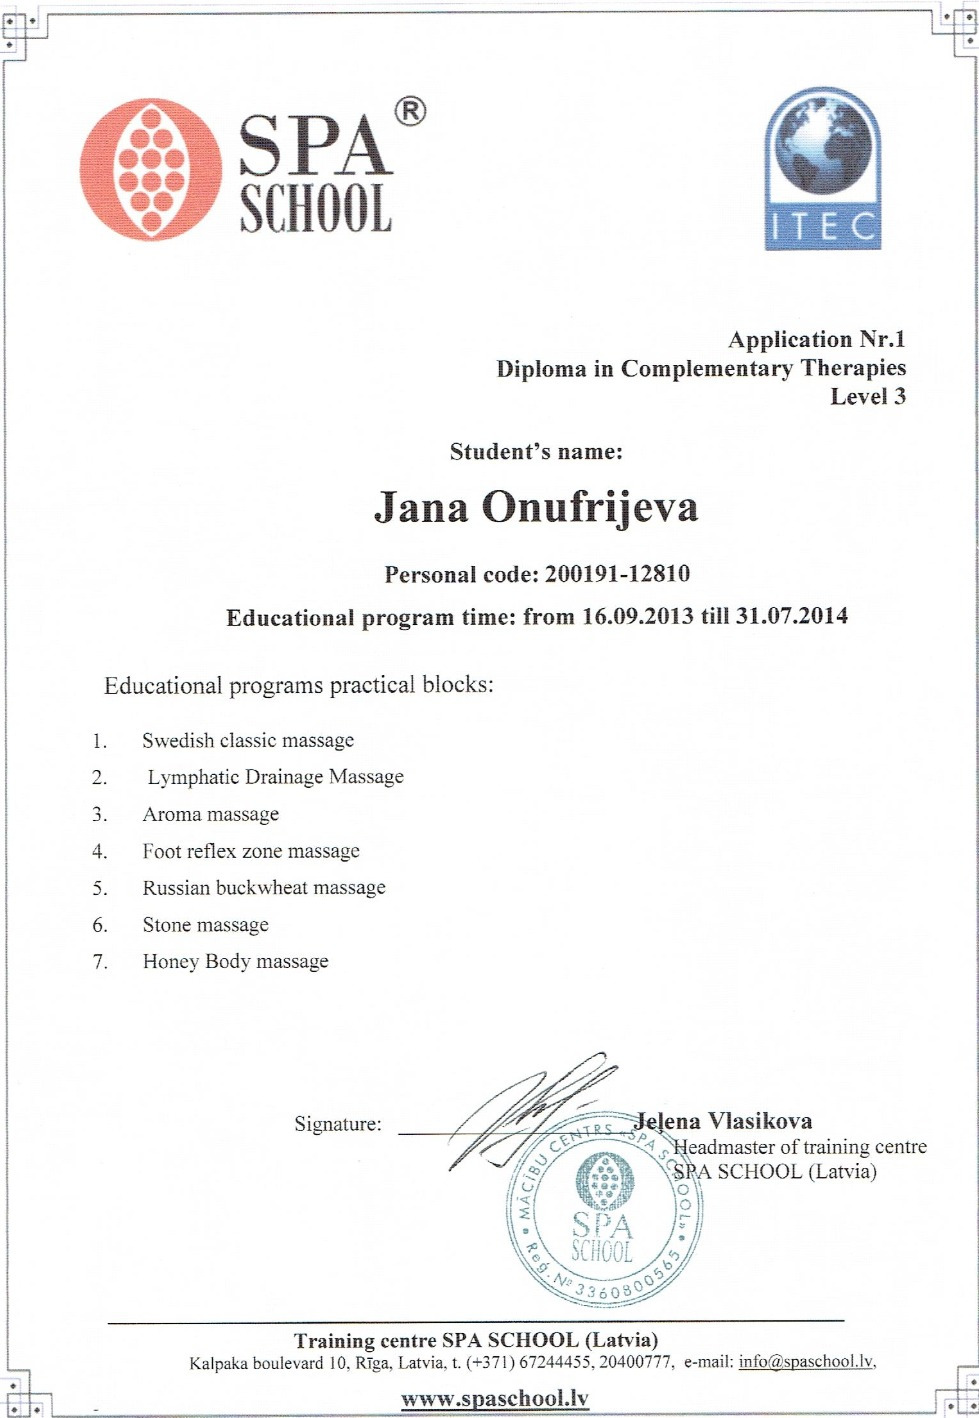 SPA ®
SCHOOL
ITEC
Application Nr.1
Diploma in Complementary Therapies
Level 3
Student’s name:
Jana Onufrijeva
Personal code: 200191-12810
Educational program time: from 16.09.2013 till 31.07.2014
Educational programs practical blocks:
1. Swedish classic massage
2. Lymphatic Drainage Massage
3. Aroma massage
4. Foot reflex zone massage
5. Russian buckwheat massage
6. Stone massage
7. Honey Body massage
Signature:
Jeļena Vlasikova
Headmaster of training centre
SPA SCHOOL (Latvia)
MĀCĪBU CENTRS «SPA SCHOOL»
SPA
SCHOOL
Reģ. Nº 3360800565
Training centre SPA SCHOOL (Latvia)
Kalpaka boulevard 10, Rīga, Latvia, t. (+371) 67244455, 20400777, e-mail: info@spaschool.lv,
www.spaschool.lv